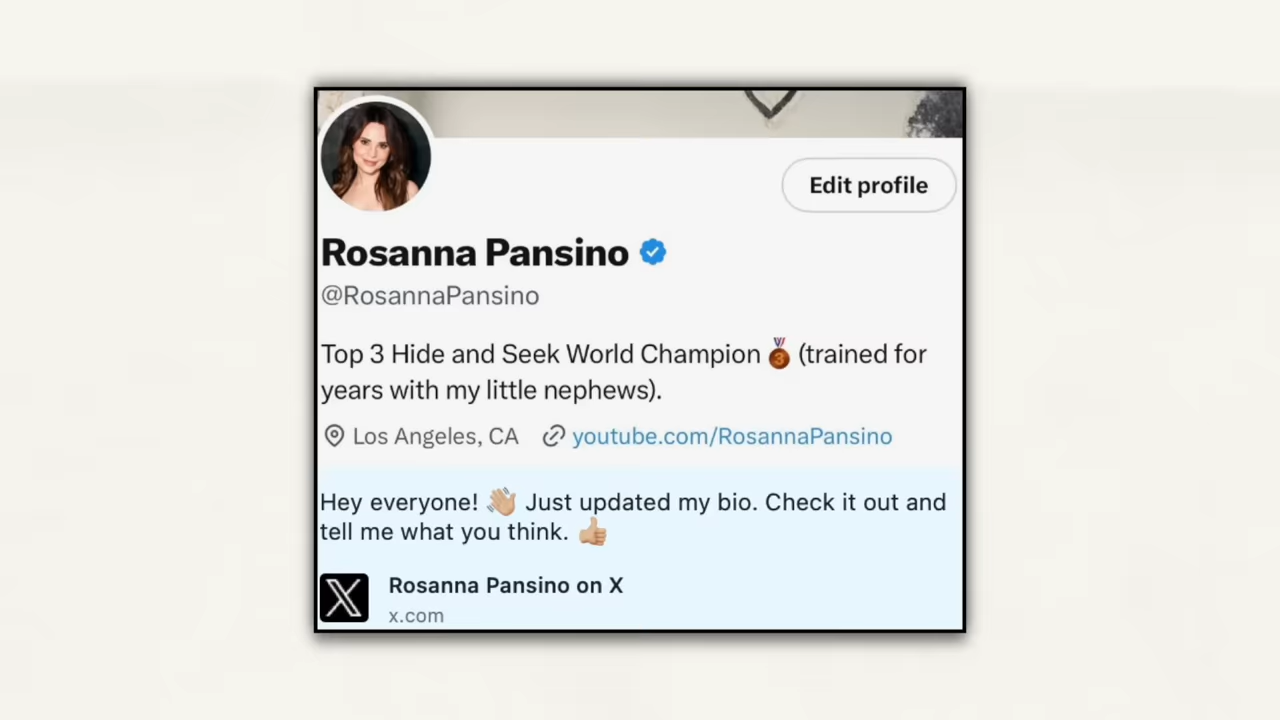 Edit profile
Rosanna Pansino
@RosannaPansino
Top 3 Hide and Seek World Champion 🥉 (trained for
years with my little nephews).
Los Angeles, CA youtube.com/RosannaPansino
Hey everyone! 👋🏼 Just updated my bio. Check it out and
tell me what you think. 👍🏼
Rosanna Pansino on X
x.com